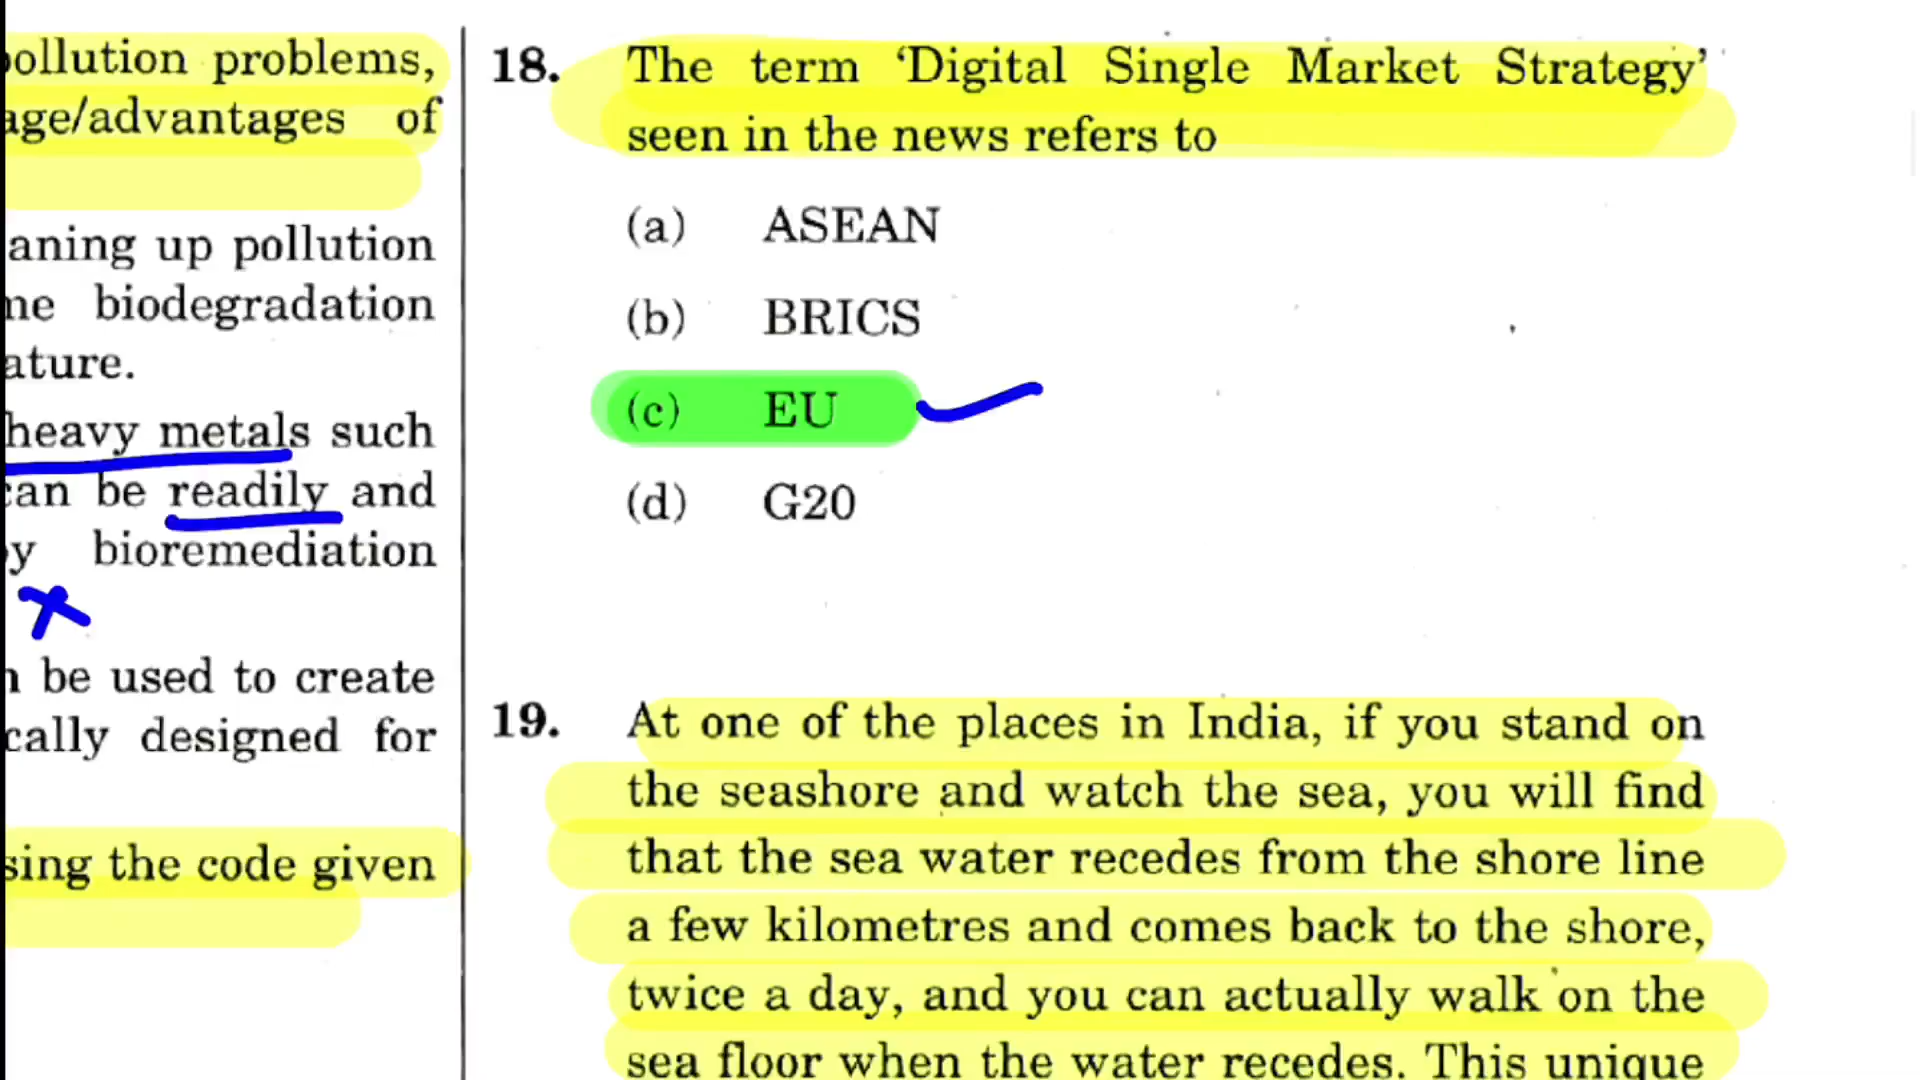 pollution problems,
age/advantages of
aning up pollution
me biodegradation
ature.
heavy metals such
can be readily and
by bioremediation
n be used to create
cally designed for
sing the code given
18. The term ‘Digital Single Market Strategy’
seen in the news refers to
(a) ASEAN
(b) BRICS
(c) EU
(d) G20
19. At one of the places in India, if you stand on
the seashore and watch the sea, you will find
that the sea water recedes from the shore line
a few kilometres and comes back to the shore,
twice a day, and you can actually walk on the
sea floor when the water recedes. This unique